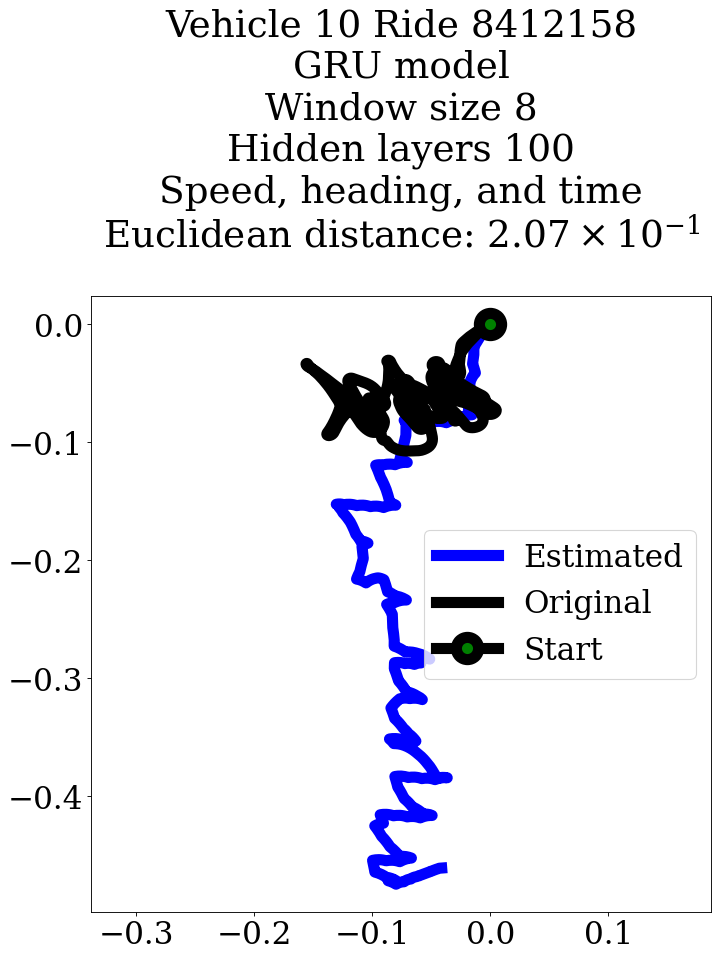 Vehicle 10 Ride 8412158
GRU model
Window size 8
Hidden layers 100
Speed, heading, and time
Euclidean distance: 2.07 × 10⁻¹
0.0
−0.1
−0.2
−0.3
−0.4
Estimated
Original
Start
−0.3 −0.2 −0.1 0.0 0.1